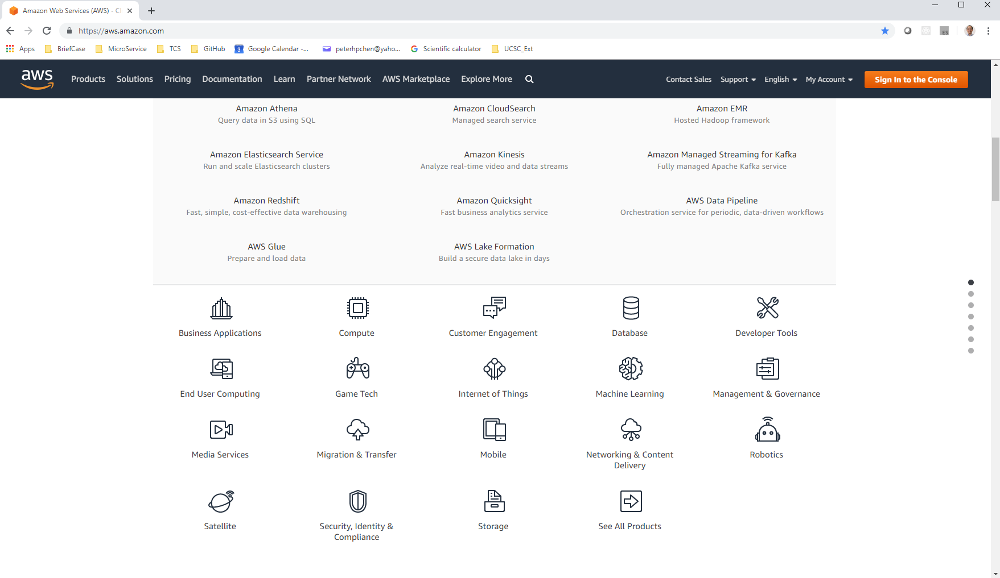 Amazon Web Services (AWS) - Cl
https://aws.amazon.com
ES
Apps BriefCase MicroService TCS GitHub 3 Google Calendar -... peterhpchen@yaho... Scientific calculator UCSC_Ext
aws Products Solutions Pricing Documentation Learn Partner Network AWS Marketplace Explore More Contact Sales Support English My Account Sign In to the Console
Amazon Athena Amazon CloudSearch Amazon EMR
Query data in S3 using SQL Managed search service Hosted Hadoop framework
Amazon Elasticsearch Service Amazon Kinesis Amazon Managed Streaming for Kafka
Run and scale Elasticsearch clusters Analyze real-time video and data streams Fully managed Apache Kafka service
Amazon Redshift Amazon Quicksight AWS Data Pipeline
Fast, simple, cost-effective data warehousing Fast business analytics service Orchestration service for periodic, data-driven workflows
AWS Glue AWS Lake Formation
Prepare and load data Build a secure data lake in days
Business Applications Compute Customer Engagement Database Developer Tools
End User Computing Game Tech Internet of Things Machine Learning Management & Governance
Media Services Migration & Transfer Mobile Networking & Content Robotics
Delivery
Satellite Security, Identity & Storage See All Products
Compliance